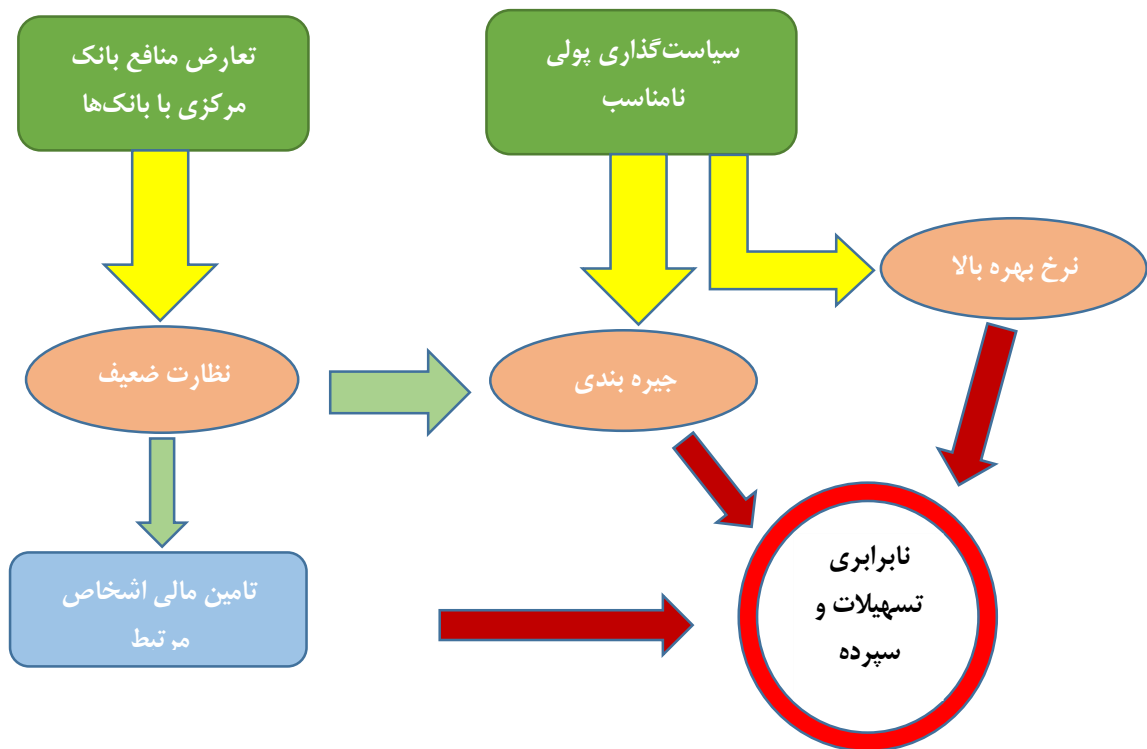 سیاست‌گذاری پولی
نامناسب
تعارض منافع بانک
مرکزی با بانک‌ها
نرخ بهره بالا
جیره بندی
نظارت ضعیف
نابرابری
تسهیلات و
سپرده
تامین مالی اشخاص
مرتبط